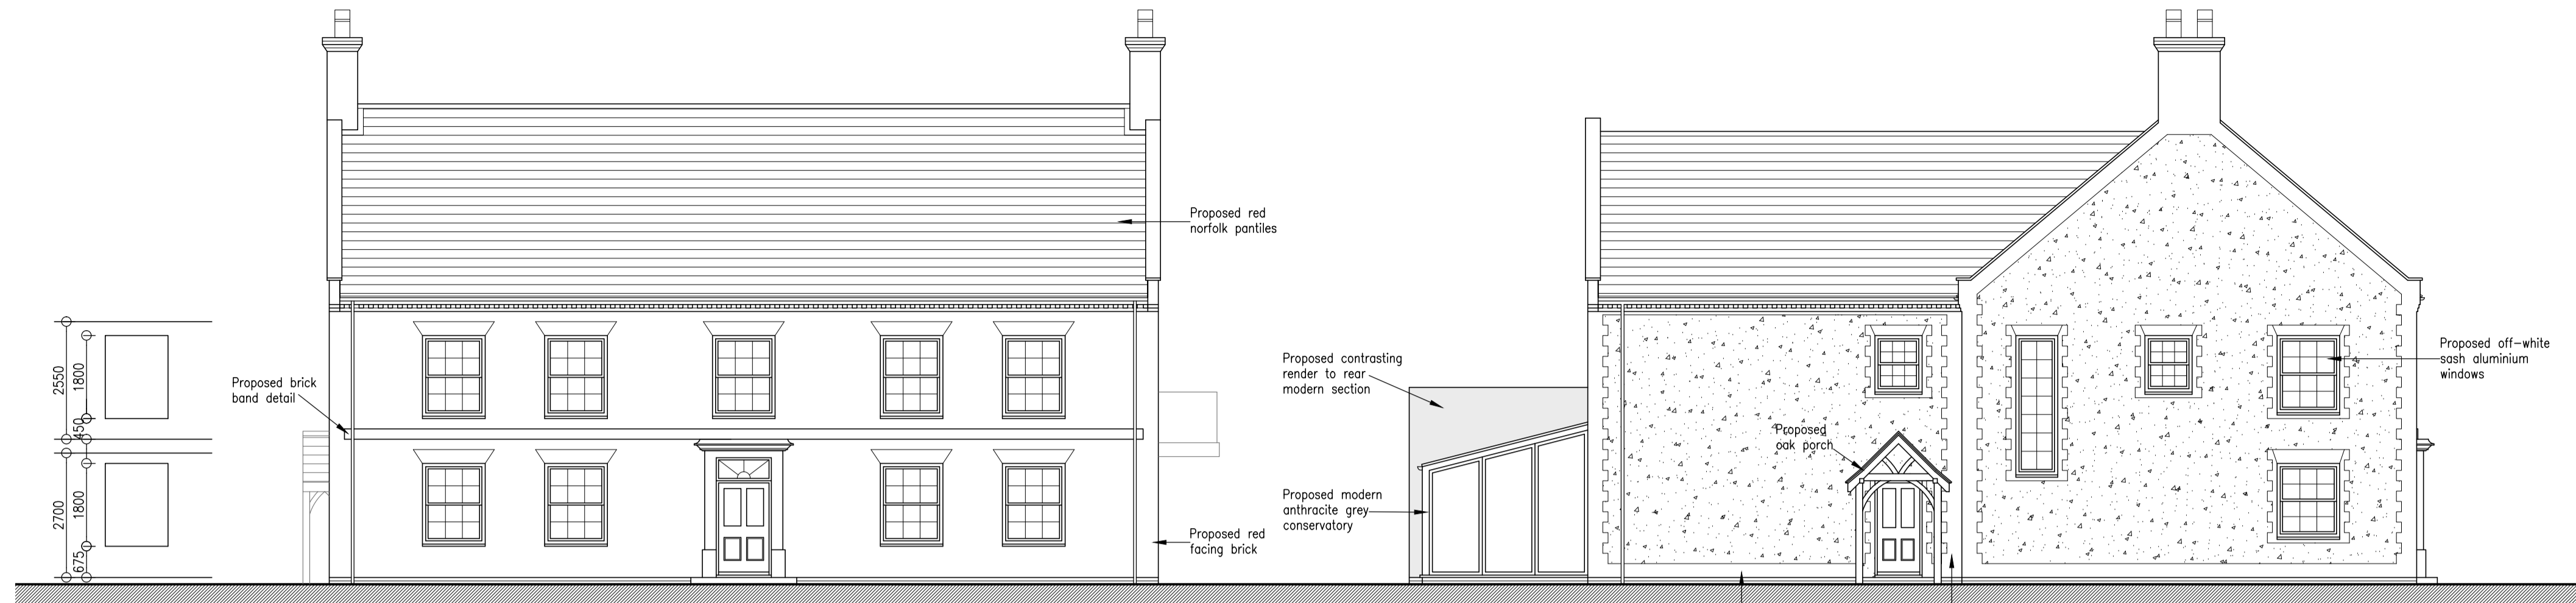 2550
1800
450
2700
1800
675
Proposed brick
band detail
Proposed red
norfolk pantiles
Proposed red
facing brick
Proposed contrasting
render to rear
modern section
Proposed modern
anthracite grey
conservatory
Proposed
oak porch
Proposed off-white
sash aluminium
windows